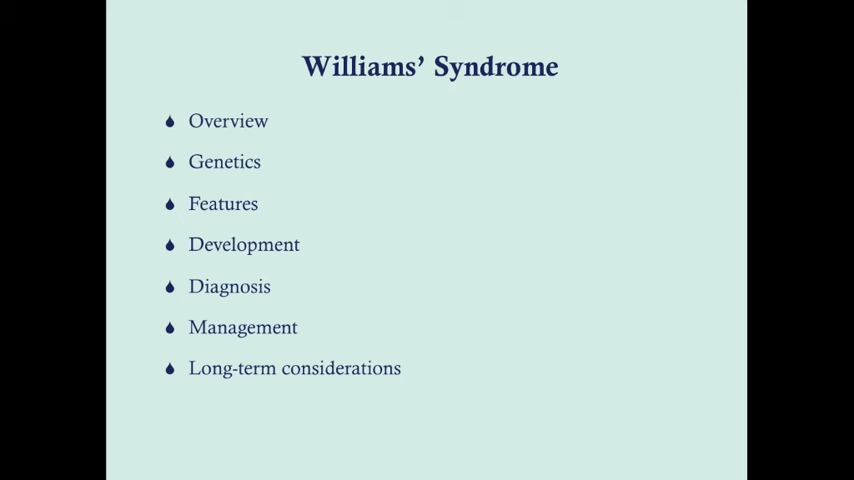 Williams’ Syndrome
Overview
Genetics
Features
Development
Diagnosis
Management
Long-term considerations